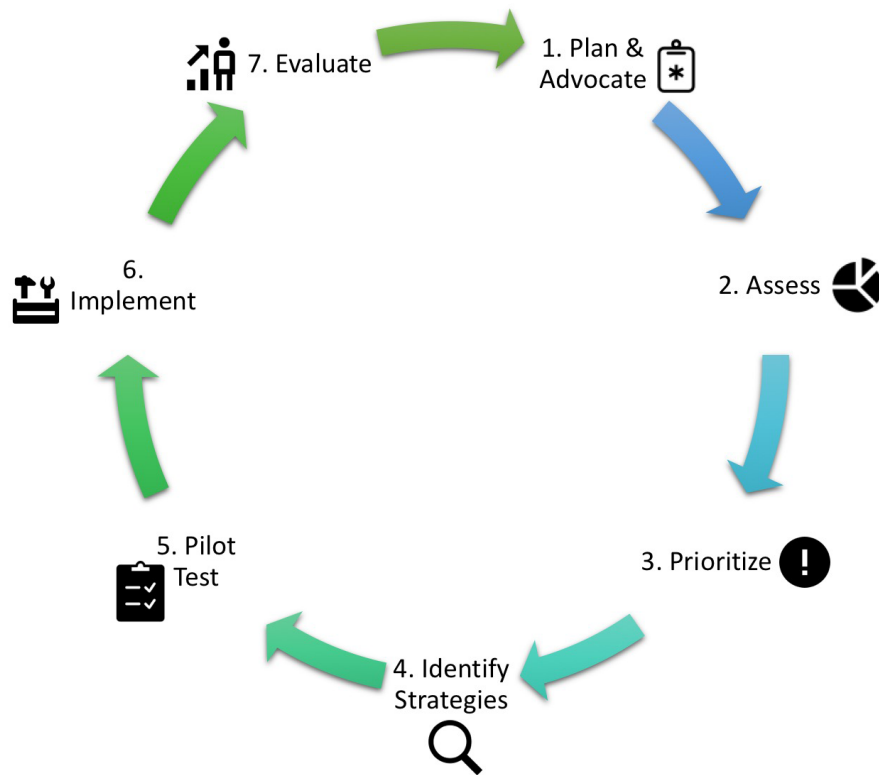 1. Plan &
Advocate
2. Assess
3. Prioritize
4. Identify
Strategies
5. Pilot
Test
6.
Implement
7. Evaluate